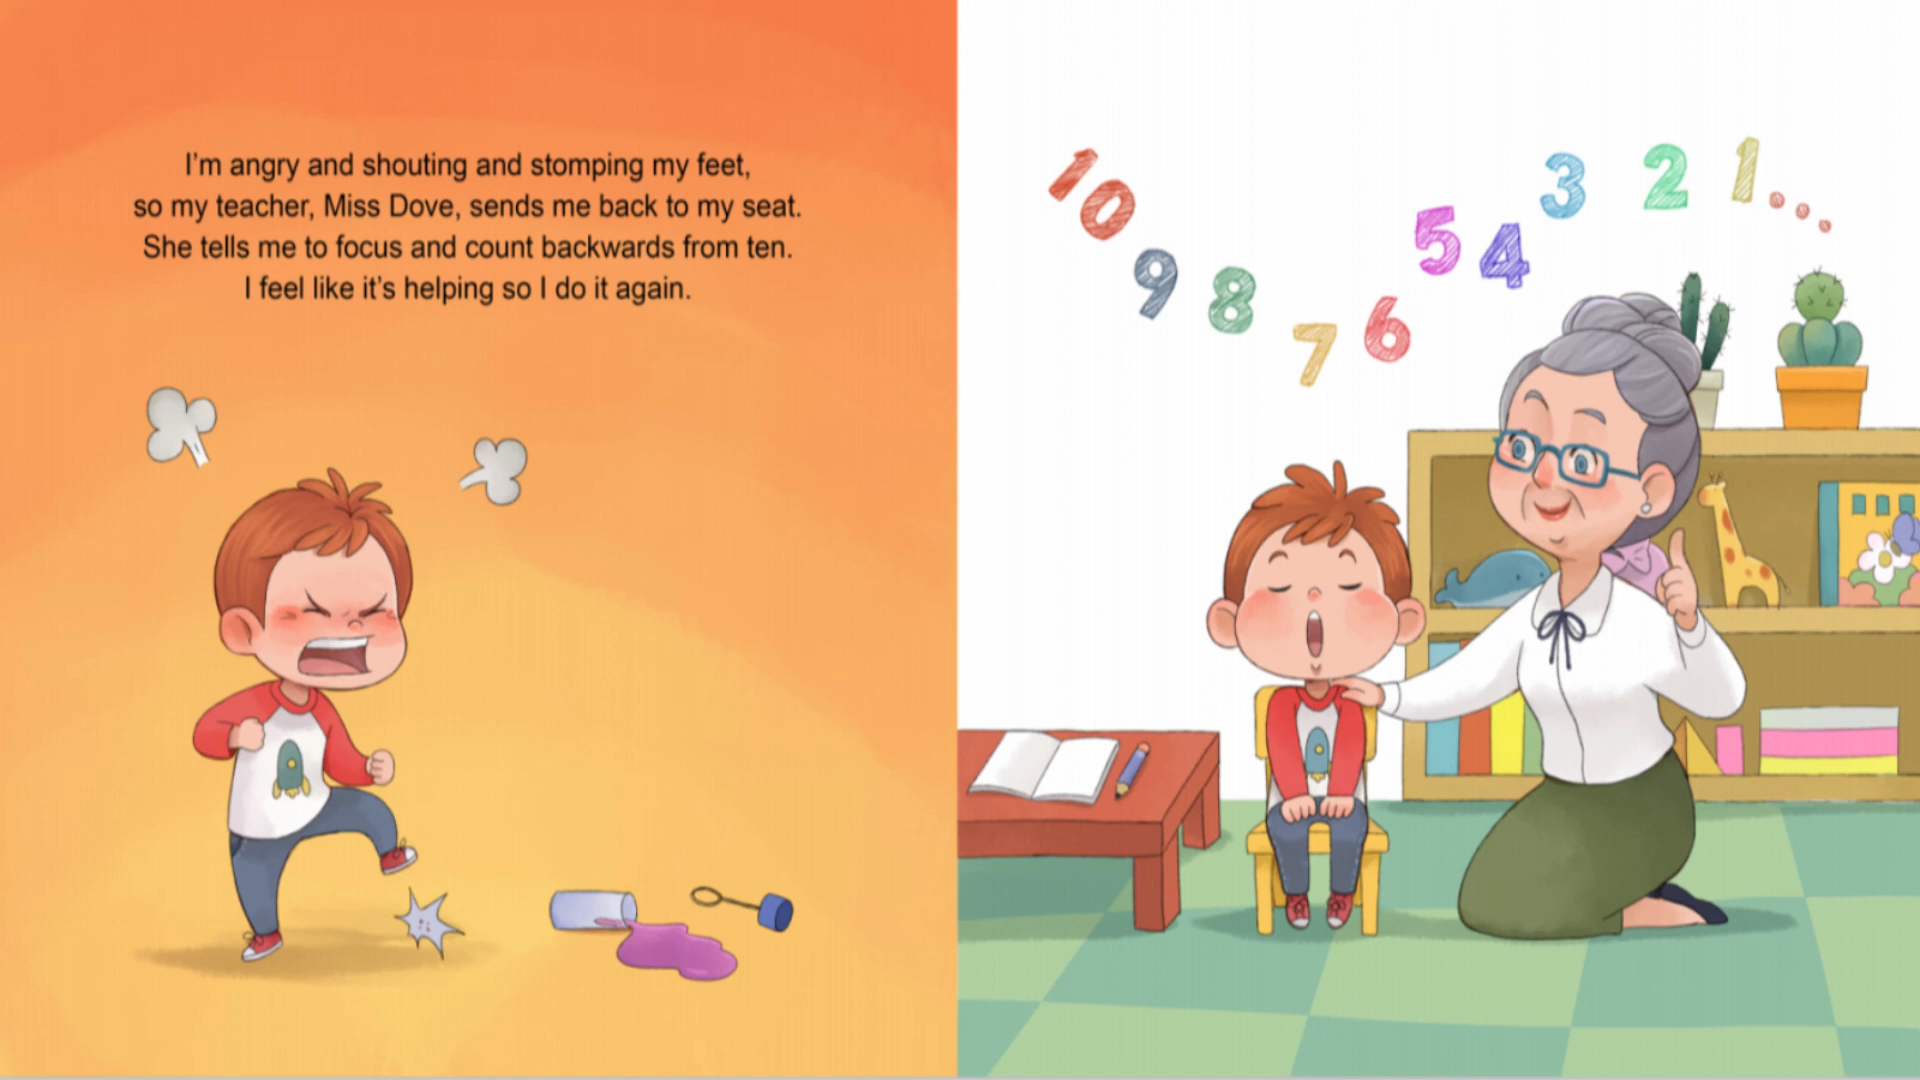 I'm angry and shouting and stomping my feet,
so my teacher, Miss Dove, sends me back to my seat.
She tells me to focus and count backwards from ten.
I feel like it's helping so I do it again.
10 9 8 7 6 5 4 3 2 1...